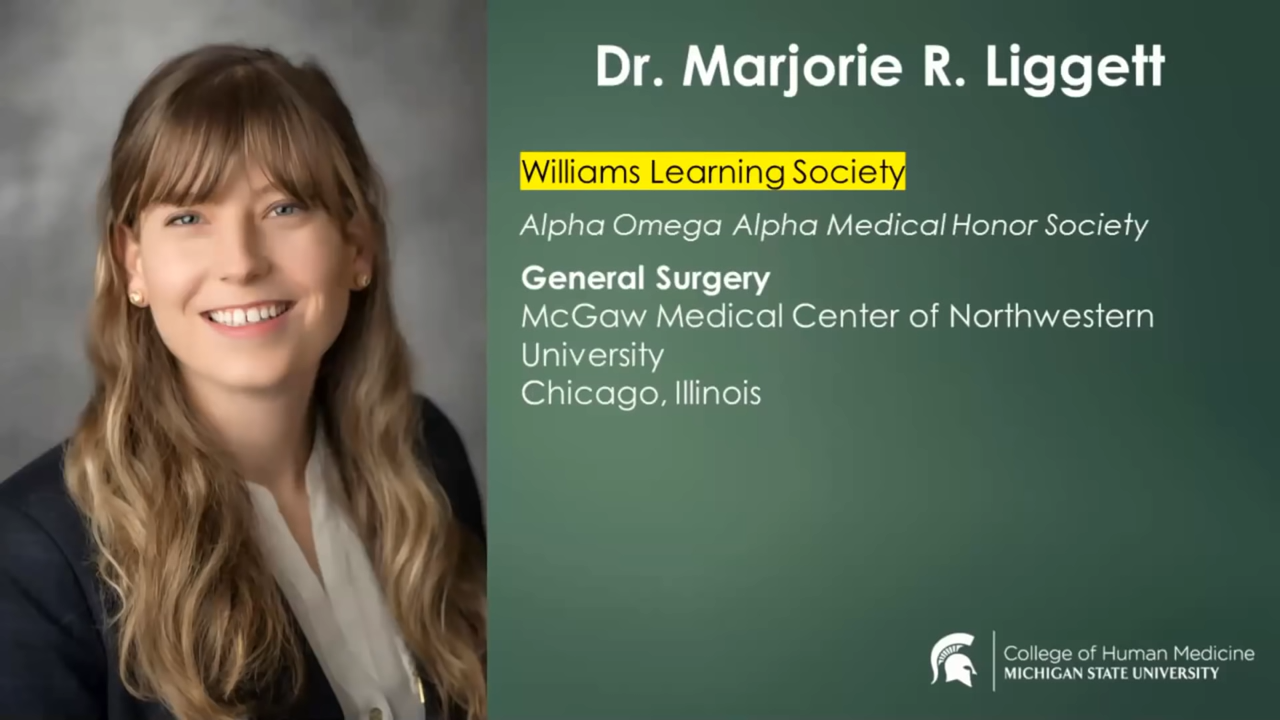 Dr. Marjorie R. Liggett
Williams Learning Society
Alpha Omega Alpha Medical Honor Society
General Surgery
McGaw Medical Center of Northwestern
University
Chicago, Illinois
College of Human Medicine
MICHIGAN STATE UNIVERSITY